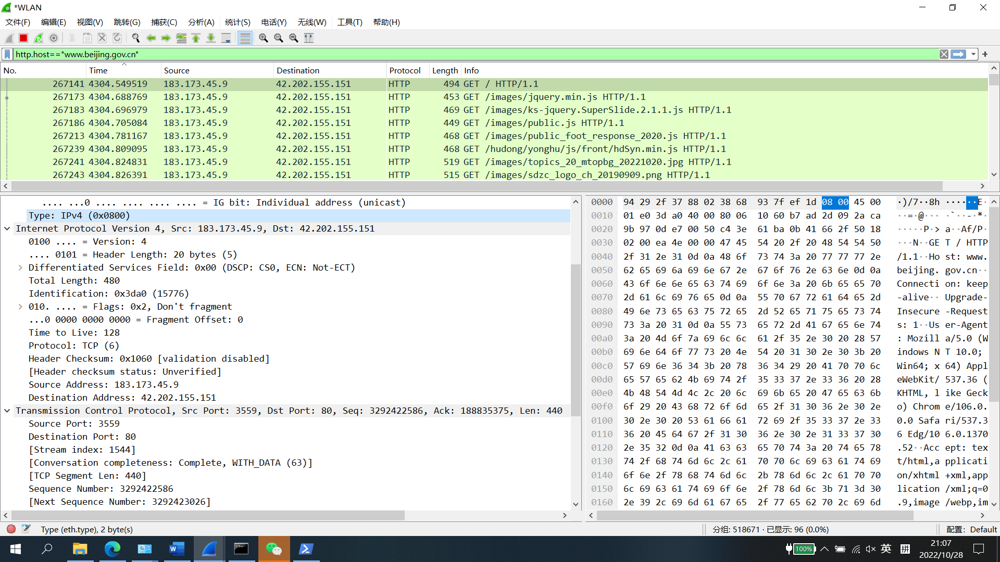 *WLAN
文件(F) 编辑(E) 视图(V) 跳转(G) 捕获(C) 分析(A) 统计(S) 电话(Y) 无线(W) 工具(T) 帮助(H)
http.host=="www.beijing.gov.cn"
No. Time Source Destination Protocol Length Info
267141 4304.549519 183.173.45.9 42.202.155.151 HTTP 494 GET / HTTP/1.1
267173 4304.688769 183.173.45.9 42.202.155.151 HTTP 453 GET /images/jquery.min.js HTTP/1.1
267183 4304.696979 183.173.45.9 42.202.155.151 HTTP 469 GET /images/ks-jquery.SuperSlide.2.1.1.js HTTP/1.1
267186 4304.705084 183.173.45.9 42.202.155.151 HTTP 449 GET /images/public.js HTTP/1.1
267213 4304.781167 183.173.45.9 42.202.155.151 HTTP 468 GET /images/public_foot_response_2020.js HTTP/1.1
267239 4304.809095 183.173.45.9 42.202.155.151 HTTP 468 GET /hudong/yonghu/js/front/hdSyn.min.js HTTP/1.1
267241 4304.824831 183.173.45.9 42.202.155.151 HTTP 519 GET /images/topics_20_mtopbg_20221020.jpg HTTP/1.1
267243 4304.826391 183.173.45.9 42.202.155.151 HTTP 515 GET /images/sdzc_logo_ch_20190909.png HTTP/1.1
.... ...0 .... .... .... .... = IG bit: Individual address (unicast)
Type: IPv4 (0x0800)
Internet Protocol Version 4, Src: 183.173.45.9, Dst: 42.202.155.151
0100 .... = Version: 4
.... 0101 = Header Length: 20 bytes (5)
Differentiated Services Field: 0x00 (DSCP: CS0, ECN: Not-ECT)
Total Length: 480
Identification: 0x3da0 (15776)
010. .... = Flags: 0x2, Don't fragment
...0 0000 0000 0000 = Fragment Offset: 0
Time to Live: 128
Protocol: TCP (6)
Header Checksum: 0x1060 [validation disabled]
[Header checksum status: Unverified]
Source Address: 183.173.45.9
Destination Address: 42.202.155.151
Transmission Control Protocol, Src Port: 3559, Dst Port: 80, Seq: 3292422586, Ack: 188835375, Len: 440
Source Port: 3559
Destination Port: 80
[Stream index: 1544]
[Conversation completeness: Complete, WITH_DATA (63)]
[TCP Segment Len: 440]
Sequence Number: 3292422586
[Next Sequence Number: 3292423026]
0000 94 29 2f 37 88 02 38 68 93 7f ef 1d 08 00 45 00 ·)/7··8h ······E·
0010 01 e0 3d a0 40 00 80 06 10 60 b7 ad 2d 09 2a ca ··=·@··· ·`··-·*·
0020 9b 97 0d e7 00 50 c4 3e 61 ba 0b 41 66 2f 50 18 ·····P·> a··Af/P·
0030 02 00 ea 4e 00 00 47 45 54 20 2f 20 48 54 54 50 ···N··GE T / HTTP
0040 2f 31 2e 31 0d 0a 48 6f 73 74 3a 20 77 77 77 2e /1.1··Ho st: www.
0050 62 65 69 6a 69 6e 67 2e 67 6f 76 2e 63 6e 0d 0a beijing. gov.cn··
0060 43 6f 6e 6e 65 63 74 69 6f 6e 3a 20 6b 65 65 70 Connecti on: keep
0070 2d 61 6c 69 76 65 0d 0a 55 70 67 72 61 64 65 2d -alive·· Upgrade-
0080 49 6e 73 65 63 75 72 65 2d 52 65 71 75 65 73 74 Insecure -Request
0090 73 3a 20 31 0d 0a 55 73 65 72 2d 41 67 65 6e 74 s: 1··Us er-Agent
00a0 3a 20 4d 6f 7a 69 6c 6c 61 2f 35 2e 30 20 28 57 : Mozill a/5.0 (W
00b0 69 6e 64 6f 77 73 20 4e 54 20 31 30 2e 30 3b 20 indows N T 10.0;
00c0 57 69 6e 36 34 3b 20 78 36 34 29 20 41 70 70 6c Win64; x 64) Appl
00d0 65 57 65 62 4b 69 74 2f 35 33 37 2e 33 36 20 28 eWebKit/ 537.36 (
00e0 4b 48 54 4d 4c 2c 20 6c 69 6b 65 20 47 65 63 6b KHTML, l ike Geck
00f0 6f 29 20 43 68 72 6f 6d 65 2f 31 30 36 2e 30 2e o) Chrom e/106.0.
0100 30 2e 30 20 53 61 66 61 72 69 2f 35 33 37 2e 33 0.0 Safa ri/537.3
0110 36 20 45 64 67 2f 31 30 36 2e 30 2e 31 33 37 30 6 Edg/10 6.0.1370
0120 2e 35 32 0d 0a 41 63 63 65 70 74 3a 20 74 65 78 .52··Acc ept: tex
0130 74 2f 68 74 6d 6c 2c 61 70 70 6c 69 63 61 74 69 t/html,a pplicati
0140 6f 6e 2f 78 68 74 6d 6c 2b 78 6d 6c 2c 61 70 70 on/xhtml +xml,app
0150 6c 69 63 61 74 69 6f 6e 2f 78 6d 6c 3b 71 3d 30 lication /xml;q=0
0160 2e 39 2c 69 6d 61 67 65 2f 77 65 62 70 2c 69 6d .9,image /webp,im
Type (eth.type), 2 byte(s) 分组: 518671 · 已显示: 96 (0.0%) 配置: Default
100% 英 拼 21:07
2022/10/28